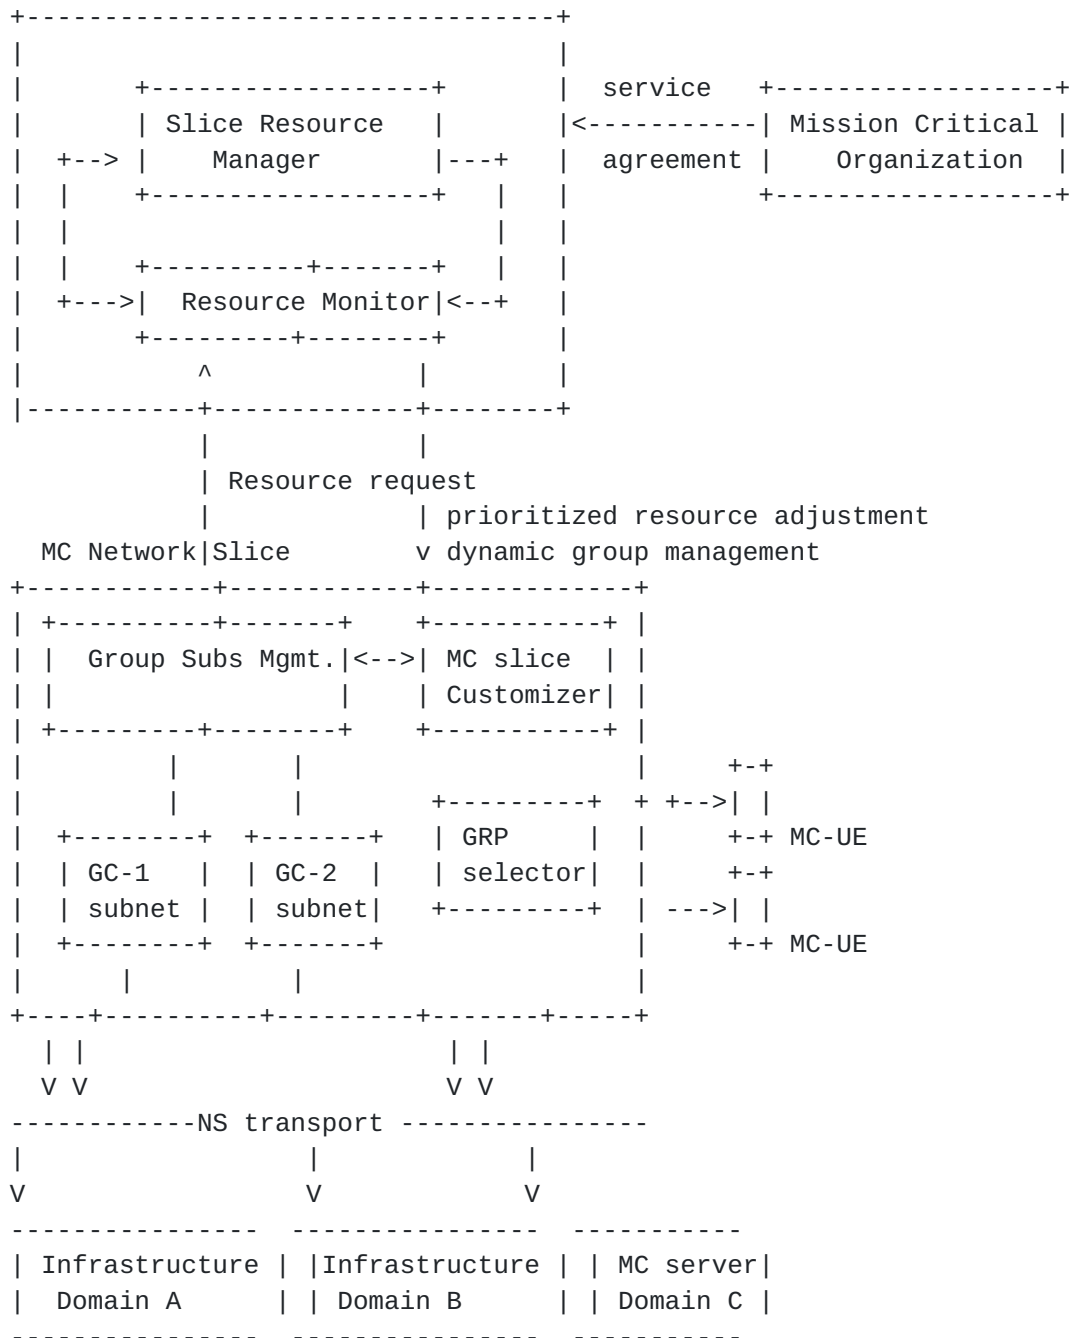 service
Slice Resource Mission Critical
Manager agreement Organization
Resource Monitor
Resource request
prioritized resource adjustment
MC Network Slice v dynamic group management
Group Subs Mgmt. MC slice
Customizer
GRP MC-UE
GC-1 GC-2 selector
subnet subnet
MC-UE
V V V V
NS transport
V V V
Infrastructure Infrastructure MC server
Domain A Domain B Domain C